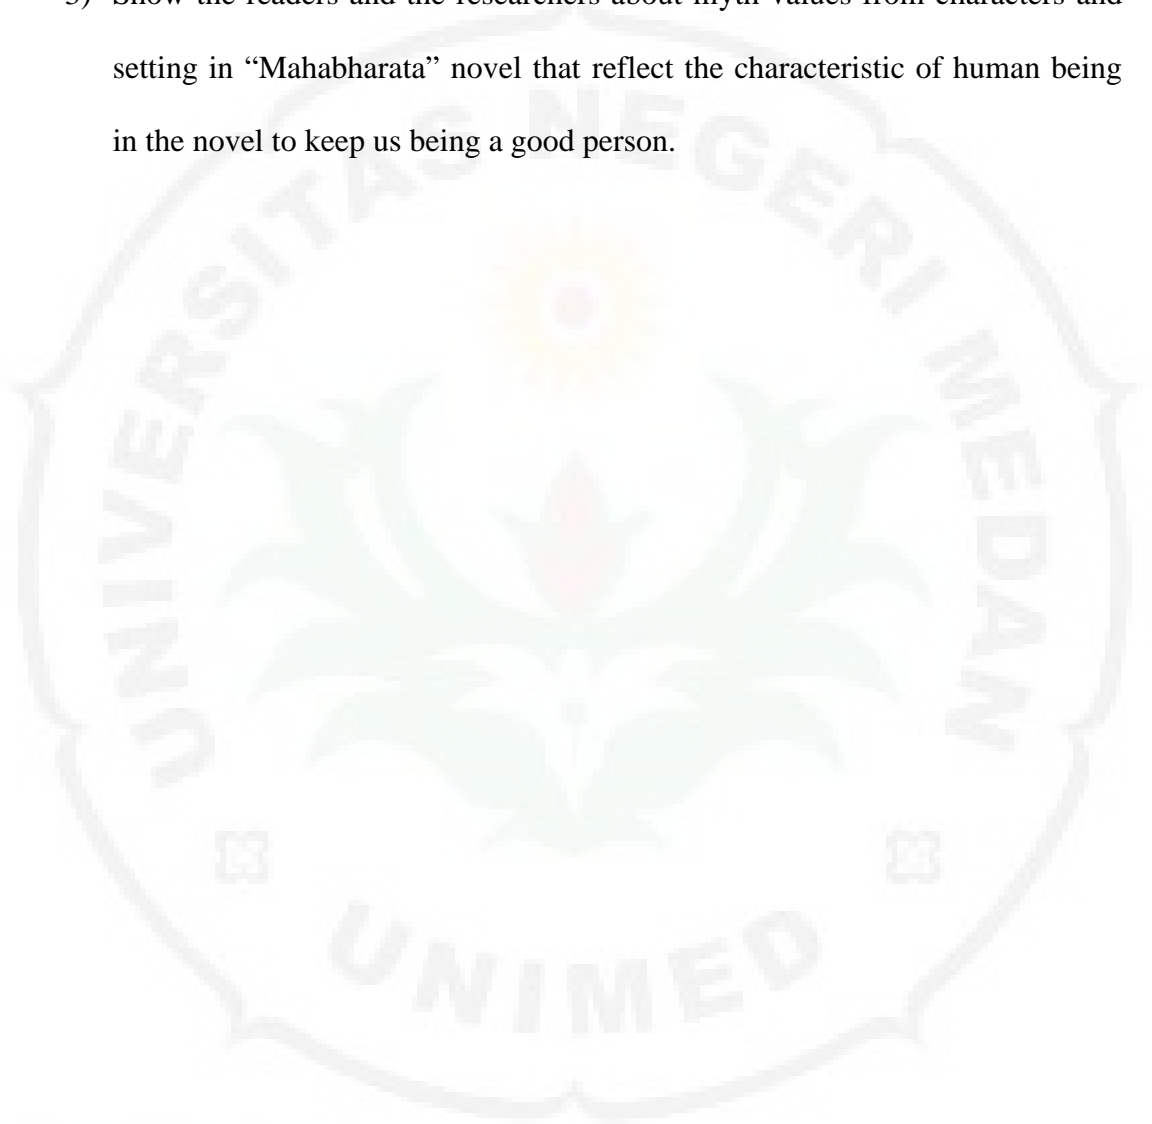 3) Show the readers and the researchers about myth values from characters and
setting in “Mahabharata” novel that reflect the characteristic of human being
in the novel to keep us being a good person.
UNIVERSITAS NEGERI MEDAN
UNIMED